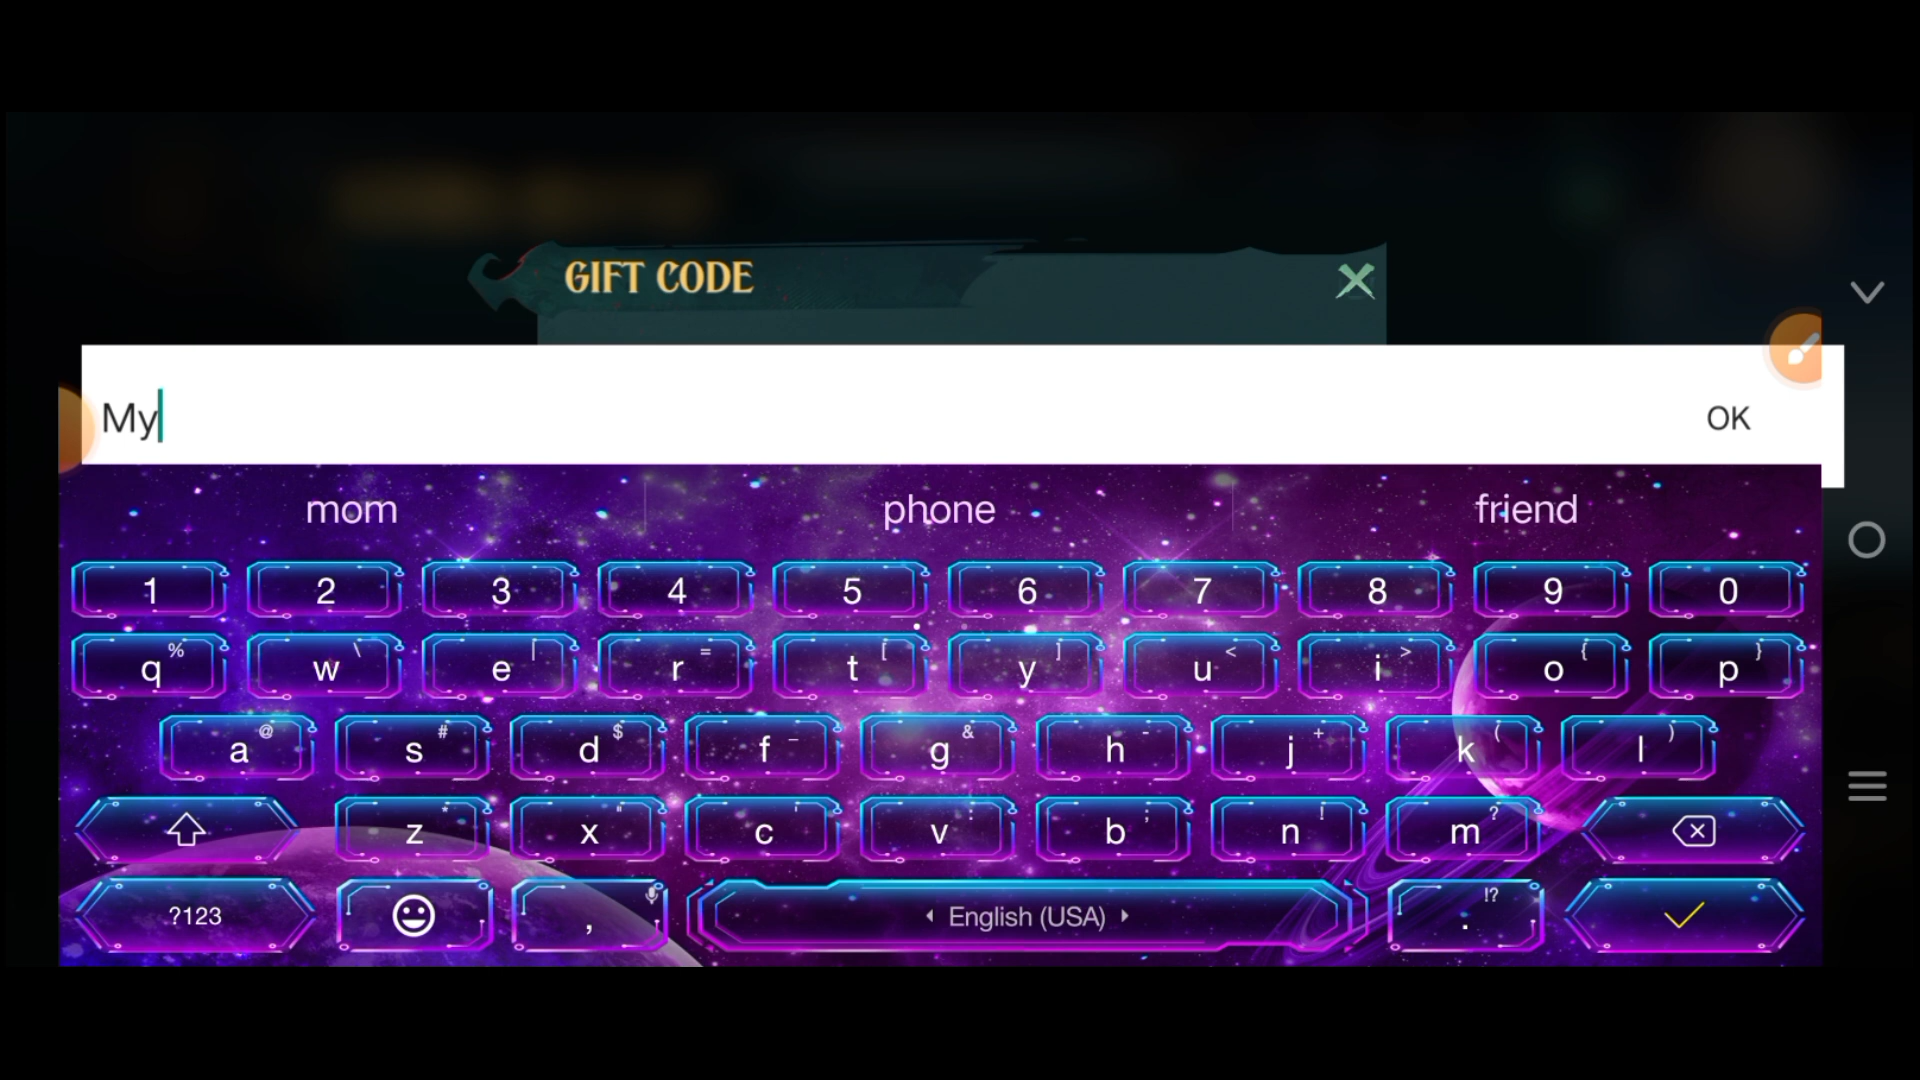 GIFT CODE
My
OK
mom phone friend
1 2 3 4 5 6 7 8 9 0
q % w \ e | r = t [ y ] u < i > o { p }
a @ s # d $ f _ g & h - j + k ( l )
z * x " c ' v : b ; n ! m ?
?123 , English (USA) . !?